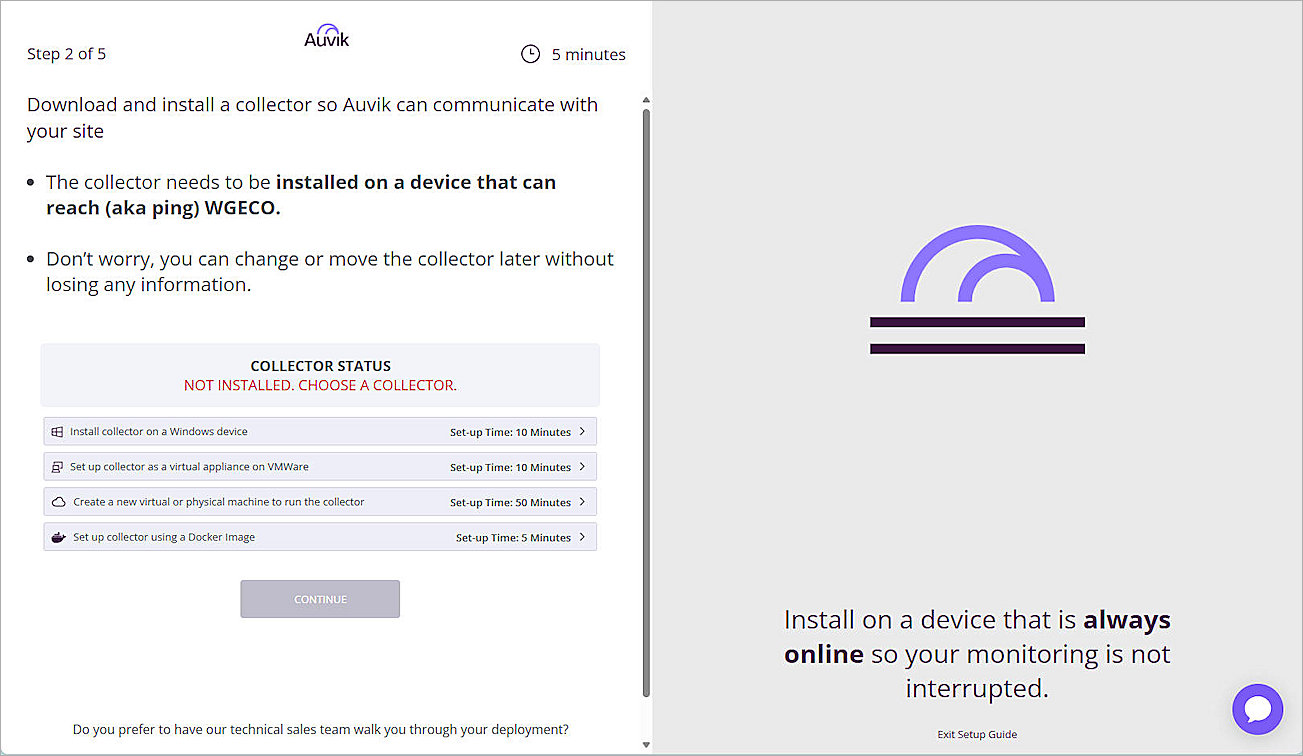 Auvik
Step 2 of 5
5 minutes
Download and install a collector so Auvik can communicate with
your site
The collector needs to be installed on a device that can
reach (aka ping) WGECO.
Don’t worry, you can change or move the collector later without
losing any information.
COLLECTOR STATUS
NOT INSTALLED. CHOOSE A COLLECTOR.
Install collector on a Windows device Set-up Time: 10 Minutes
Set up collector as a virtual appliance on VMWare Set-up Time: 10 Minutes
Create a new virtual or physical machine to run the collector Set-up Time: 50 Minutes
Set up collector using a Docker Image Set-up Time: 5 Minutes
CONTINUE
Do you prefer to have our technical sales team walk you through your deployment?
Install on a device that is always
online so your monitoring is not
interrupted.
Exit Setup Guide